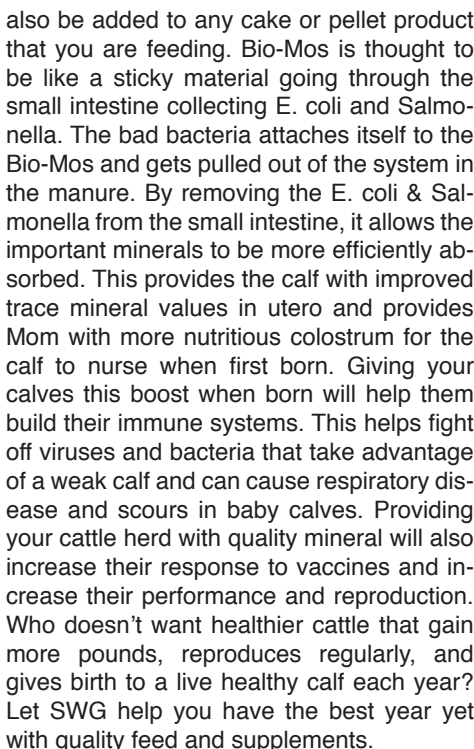 also be added to any cake or pellet product
that you are feeding. Bio-Mos is thought to
be like a sticky material going through the
small intestine collecting E. coli and Salmo-
nella. The bad bacteria attaches itself to the
Bio-Mos and gets pulled out of the system in
the manure. By removing the E. coli & Sal-
monella from the small intestine, it allows the
important minerals to be more efficiently ab-
sorbed. This provides the calf with improved
trace mineral values in utero and provides
Mom with more nutritious colostrum for the
calf to nurse when first born. Giving your
calves this boost when born will help them
build their immune systems. This helps fight
off viruses and bacteria that take advantage
of a weak calf and can cause respiratory dis-
ease and scours in baby calves. Providing
your cattle herd with quality mineral will also
increase their response to vaccines and in-
crease their performance and reproduction.
Who doesn’t want healthier cattle that gain
more pounds, reproduces regularly, and
gives birth to a live healthy calf each year?
Let SWG help you have the best year yet
with quality feed and supplements.